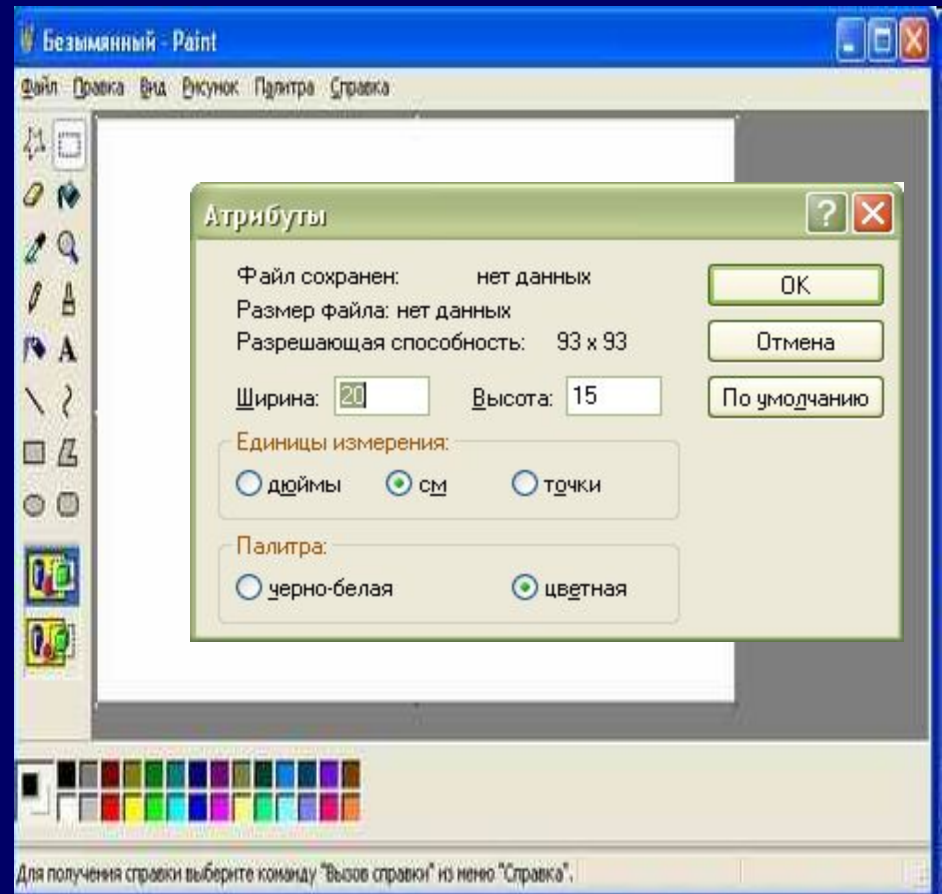 Безымянный - Paint
Файл Правка Вид Рисунок Палитра Справка
Атрибуты
Файл сохранен: нет данных
Размер файла: нет данных
Разрешающая способность: 93 x 93
Ширина: 20 Высота: 15
Единицы измерения:
дюймы см точки
Палитра:
черно-белая цветная
OK
Отмена
По умолчанию
A
Для получения справки выберите команду "Вызов справки" из меню "Справка".